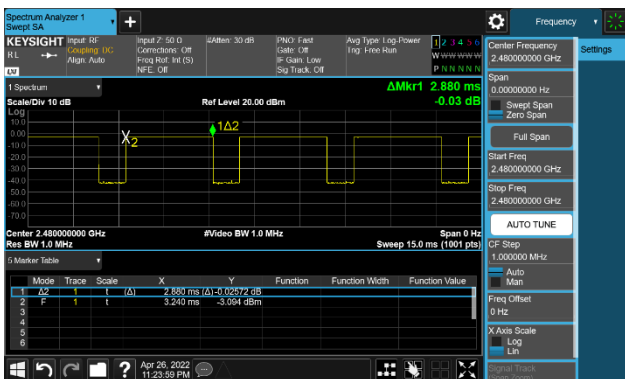 Spectrum Analyzer 1
Swept SA
+
Frequency
KEYSIGHT Input: RF Input Z: 50 Ω #Atten: 30 dB PNO: Fast Avg Type: Log-Power 1 2 3 4 5 6
RL Coupling: DC Corrections: Off Gate: Off Trig: Free Run W W W W W W
Align: Auto Freq Ref: Int (S) IF Gain: Low P N N N N N
LXI NFE: Off Sig Track: Off
1 Spectrum
ΔMkr1 2.880 ms
-0.03 dB
Scale/Div 10 dB Ref Level 20.00 dBm
Log
10.0
0.00
-10.0
-20.0
-30.0
-40.0
-50.0
-60.0
-70.0
X2
1Δ2
Center 2.480000000 GHz #Video BW 1.0 MHz Span 0 Hz
Res BW 1.0 MHz Sweep 15.0 ms (1001 pts)
5 Marker Table
Mode Trace Scale X Y Function Function Width Function Value
1 Δ2 1 t (Δ) 2.880 ms (Δ) -0.02572 dB
2 F 1 t 3.240 ms -3.094 dBm
3
4
5
6
Apr 26, 2022
11:23:59 PM
?
Settings
Center Frequency
2.480000000 GHz
Span
0.00000000 Hz
Swept Span
Zero Span
Full Span
Start Freq
2.480000000 GHz
Stop Freq
2.480000000 GHz
AUTO TUNE
CF Step
1.000000 MHz
Auto
Man
Freq Offset
0 Hz
X Axis Scale
Log
Lin
Signal Track
(Span Zoom)